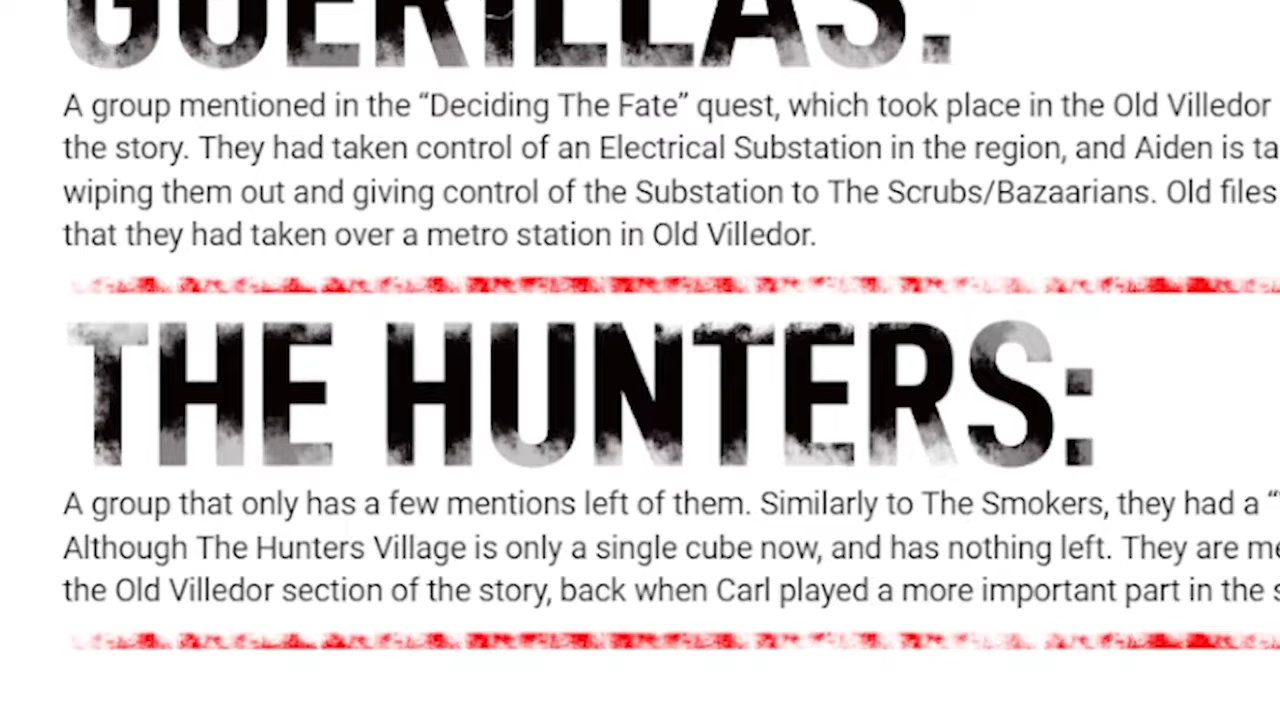 GUERILLAS:
A group mentioned in the “Deciding The Fate” quest, which took place in the Old Villedor
the story. They had taken control of an Electrical Substation in the region, and Aiden is ta
wiping them out and giving control of the Substation to The Scrubs/Bazaarians. Old files
that they had taken over a metro station in Old Villedor.
THE HUNTERS:
A group that only has a few mentions left of them. Similarly to The Smokers, they had a “
Although The Hunters Village is only a single cube now, and has nothing left. They are me
the Old Villedor section of the story, back when Carl played a more important part in the s